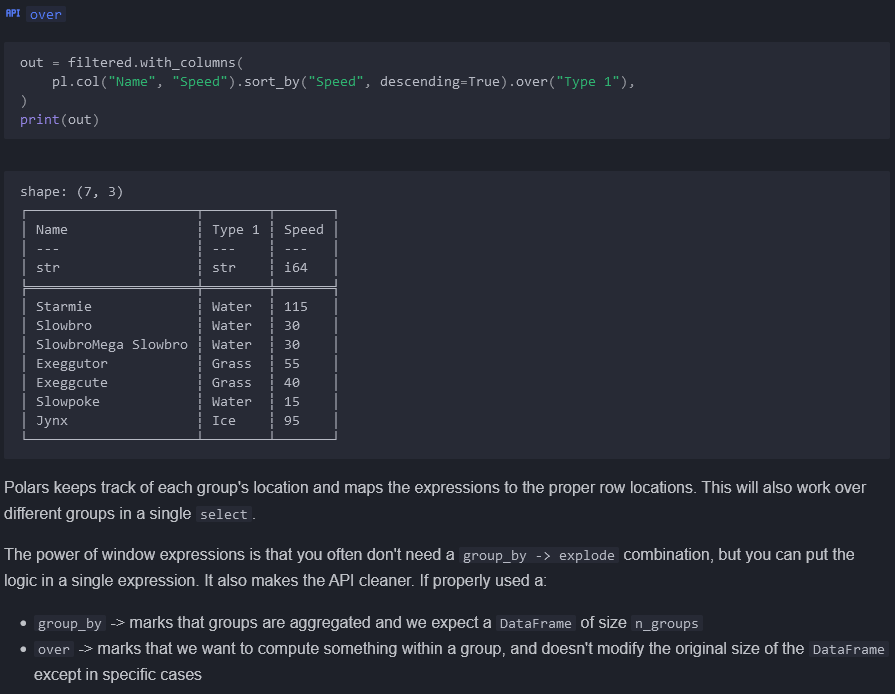 API over
out = filtered.with_columns(
    pl.col("Name", "Speed").sort_by("Speed", descending=True).over("Type 1"),
)
print(out)
shape: (7, 3)
┌─────────────────────┬────────┬───────┐
│ Name                ┆ Type 1 ┆ Speed │
│ ---                 ┆ ---    ┆ ---   │
│ str                 ┆ str    ┆ i64   │
╞═════════════════════╪════════╪═══════╡
│ Starmie             ┆ Water  ┆ 115   │
│ Slowbro             ┆ Water  ┆ 30    │
│ SlowbroMega Slowbro ┆ Water  ┆ 30    │
│ Exeggutor           ┆ Grass  ┆ 55    │
│ Exeggcute           ┆ Grass  ┆ 40    │
│ Slowpoke            ┆ Water  ┆ 15    │
│ Jynx                ┆ Ice    ┆ 95    │
└─────────────────────┴────────┴───────┘
Polars keeps track of each group's location and maps the expressions to the proper row locations. This will also work over
different groups in a single select.
The power of window expressions is that you often don't need a group_by -> explode combination, but you can put the
logic in a single expression. It also makes the API cleaner. If properly used a:
• group_by -> marks that groups are aggregated and we expect a DataFrame of size n_groups
• over -> marks that we want to compute something within a group, and doesn't modify the original size of the DataFrame
except in specific cases